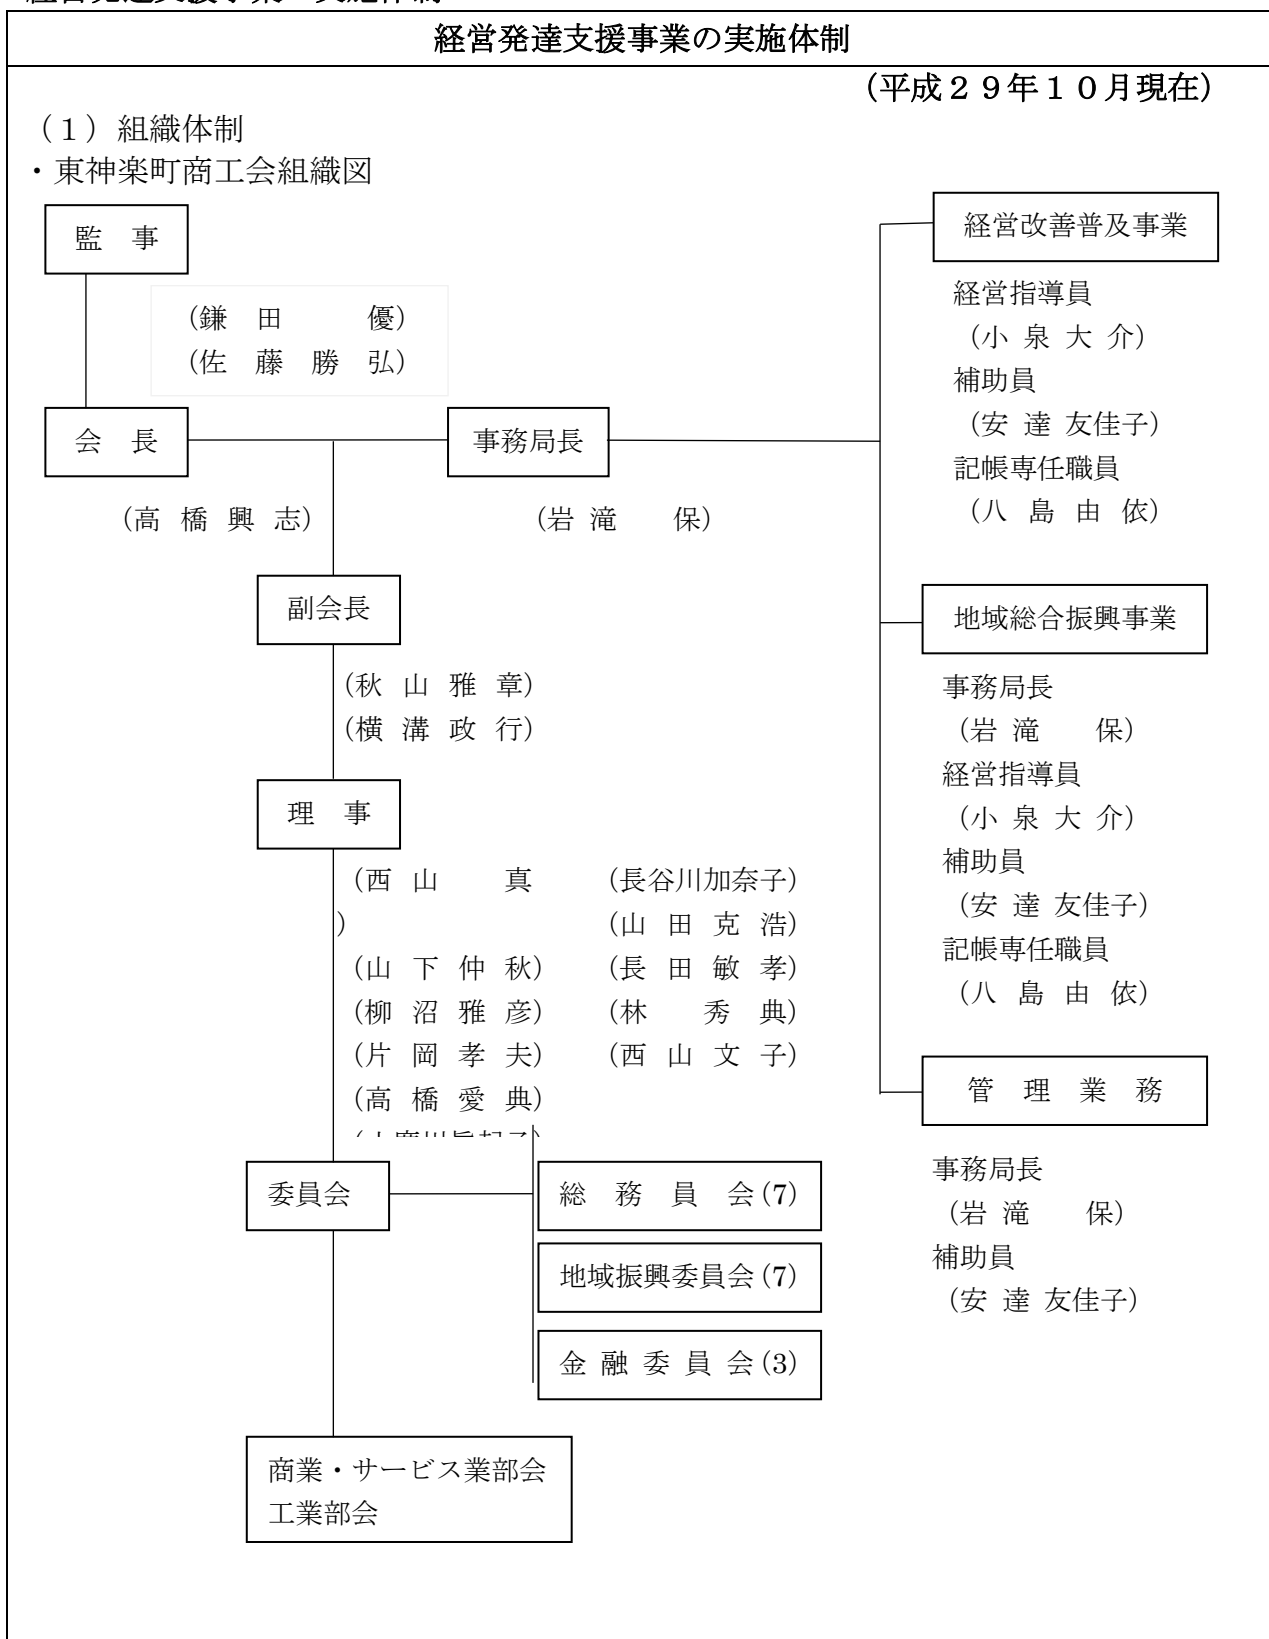 経営発達支援事業の実施体制
(平成２９年１０月現在)
（１）組織体制
・東神楽町商工会組織図
監　事
(鎌　田　　　優)
(佐　藤　勝　弘)
会　長
(高 橋 興 志)
事務局長
(岩 滝　　保)
副会長
(秋 山 雅 章)
(横 溝 政 行)
理　事
(西 山　　真
)
(山 下 仲 秋)
(柳 沼 雅 彦)
(片 岡 孝 夫)
(高 橋 愛 典)
(長谷川加奈子)
(山 田 克 浩)
(長 田 敏 孝)
(林　 秀 典)
(西 山 文 子)
委員会
総　務　員　会(7)
地域振興委員会(7)
金 融 委 員 会(3)
商業・サービス業部会
工業部会
経営改善普及事業
経営指導員
(小 泉 大 介)
補助員
(安 達 友佳子)
記帳専任職員
(八 島 由 依)
地域総合振興事業
事務局長
(岩 滝　　保)
経営指導員
(小 泉 大 介)
補助員
(安 達 友佳子)
記帳専任職員
(八 島 由 依)
管　理　業　務
事務局長
(岩 滝　　保)
補助員
(安 達 友佳子)